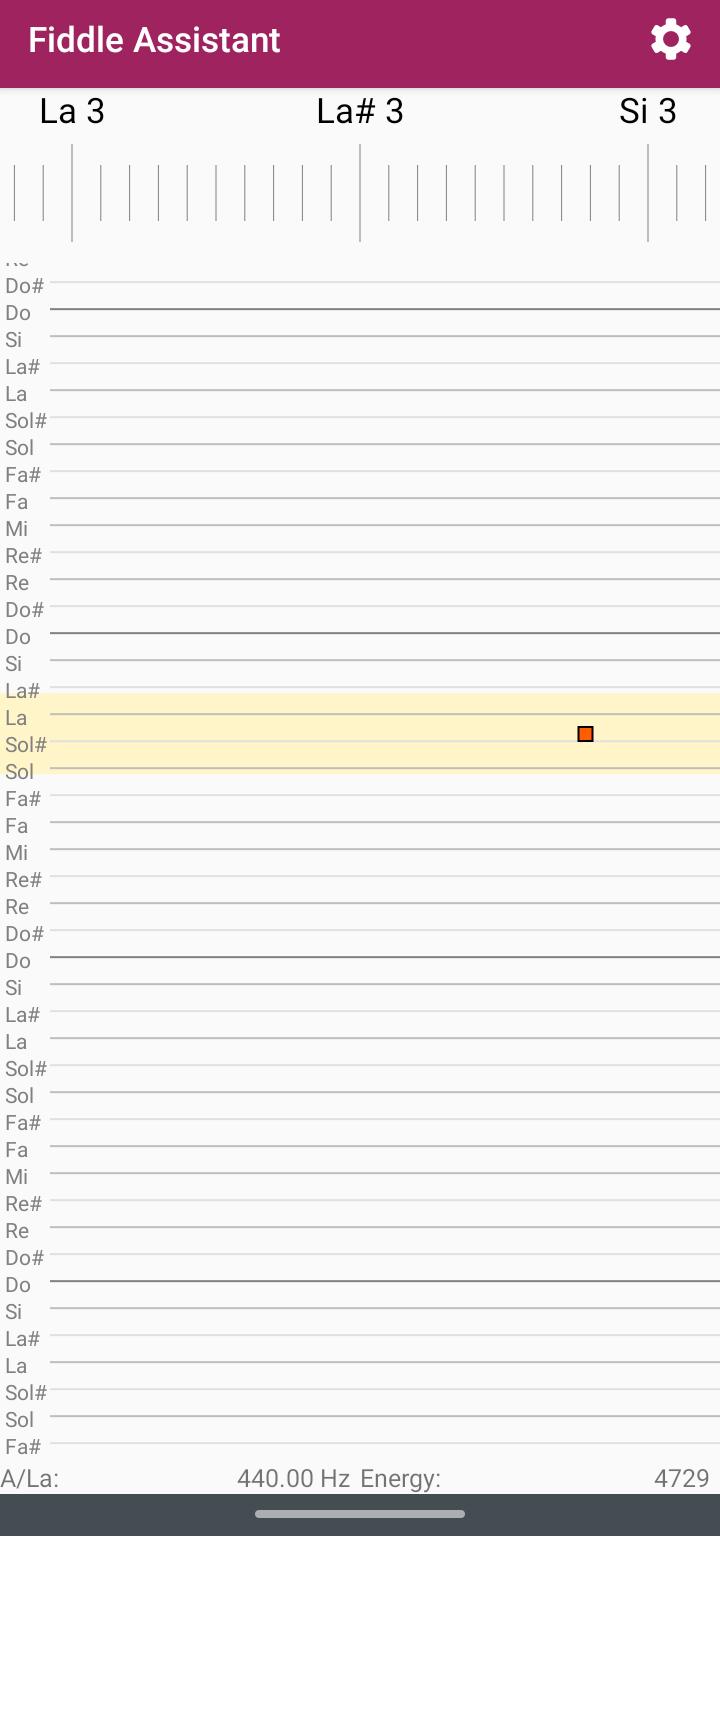 Fiddle Assistant
La 3 La# 3 Si 3
Do#
Do
Si
La#
La
Sol#
Sol
Fa#
Fa
Mi
Re#
Re
Do#
Do
Si
La#
La
Sol#
Sol
Fa#
Fa
Mi
Re#
Re
Do#
Do
Si
La#
La
Sol#
Sol
Fa#
Fa
Mi
Re#
Re
Do#
Do
Si
La#
La
Sol#
Sol
Fa#
A/La: 440.00 Hz Energy: 4729